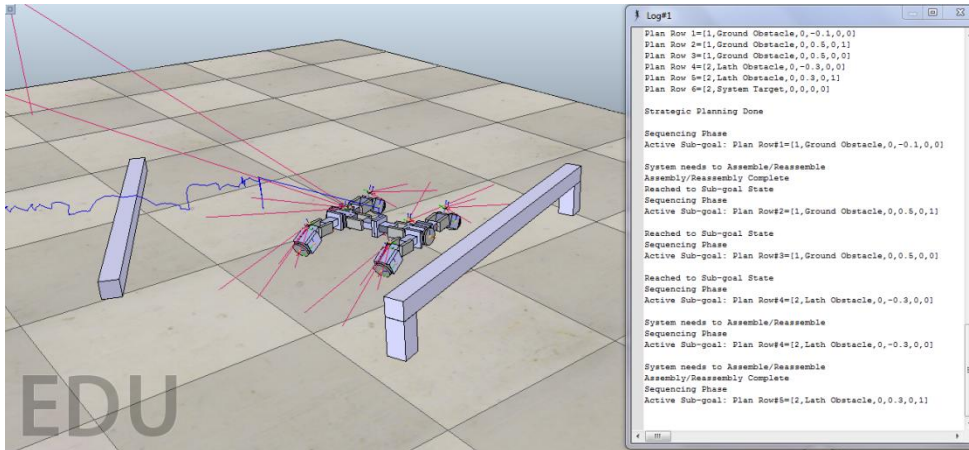 Log#1
Plan Row 1=[1,Ground Obstacle,0,-0.1,0,0]
Plan Row 2=[1,Ground Obstacle,0,0.5,0,1]
Plan Row 3=[1,Ground Obstacle,0,0.5,0,0]
Plan Row 4=[2,Lath Obstacle,0,-0.3,0,0]
Plan Row 5=[2,Lath Obstacle,0,0.3,0,1]
Plan Row 6=[2,System Target,0,0,0,0]
Strategic Planning Done
Sequencing Phase
Active Sub-goal: Plan Row#1=[1,Ground Obstacle,0,-0.1,0,0]
System needs to Assemble/Reassemble
Assembly/Reassembly Complete
Reached to Sub-goal State
Sequencing Phase
Active Sub-goal: Plan Row#2=[1,Ground Obstacle,0,0.5,0,1]
Reached to Sub-goal State
Sequencing Phase
Active Sub-goal: Plan Row#3=[1,Ground Obstacle,0,0.5,0,0]
Reached to Sub-goal State
Sequencing Phase
Active Sub-goal: Plan Row#4=[2,Lath Obstacle,0,-0.3,0,0]
System needs to Assemble/Reassemble
Sequencing Phase
Active Sub-goal: Plan Row#4=[2,Lath Obstacle,0,-0.3,0,0]
System needs to Assemble/Reassemble
Assembly/Reassembly Complete
Sequencing Phase
Active Sub-goal: Plan Row#5=[2,Lath Obstacle,0,0.3,0,1]
EDU